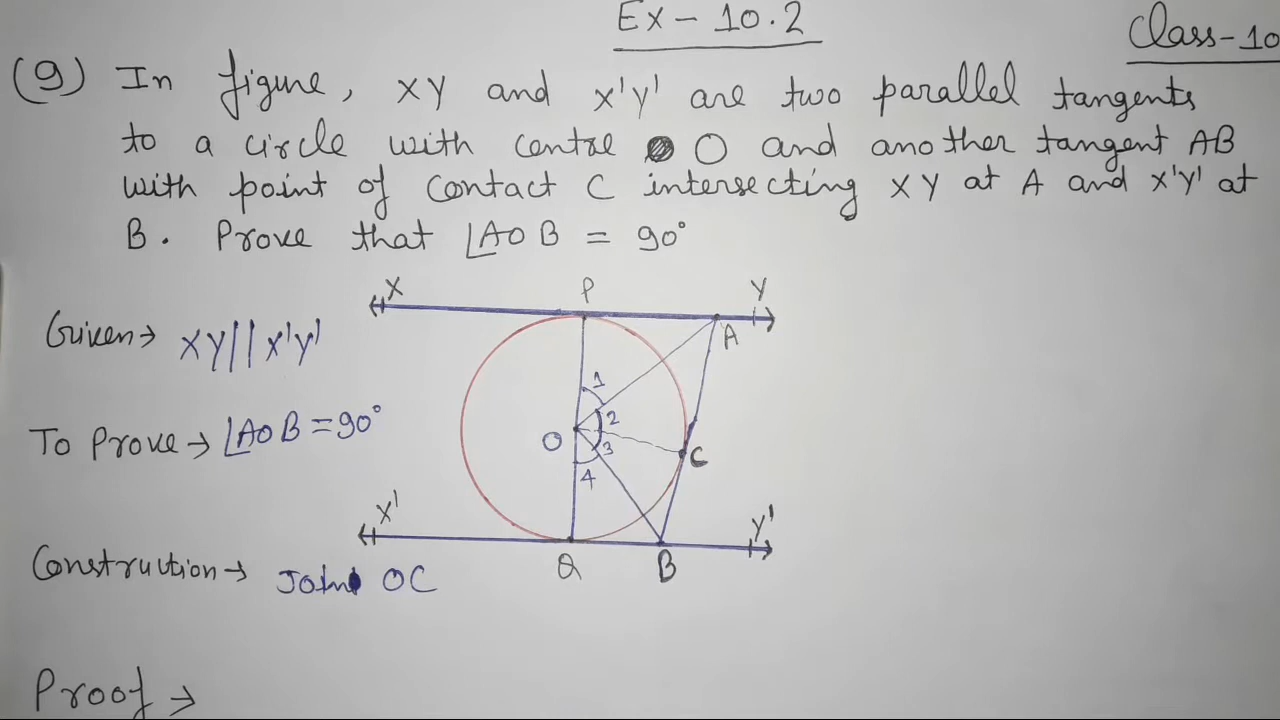 Ex - 10.2
Class-10
(9) In figure, XY and X'Y' are two parallel tangents
to a circle with centre O and another tangent AB
with point of contact C intersecting XY at A and X'Y' at
B. Prove that ∠AOB = 90°
X P Y
A
Given → XY||X'Y'
1
2
To Prove → ∠AOB = 90°
O 3 C
4
X' Y'
Q B
Construction → Join OC
Proof →